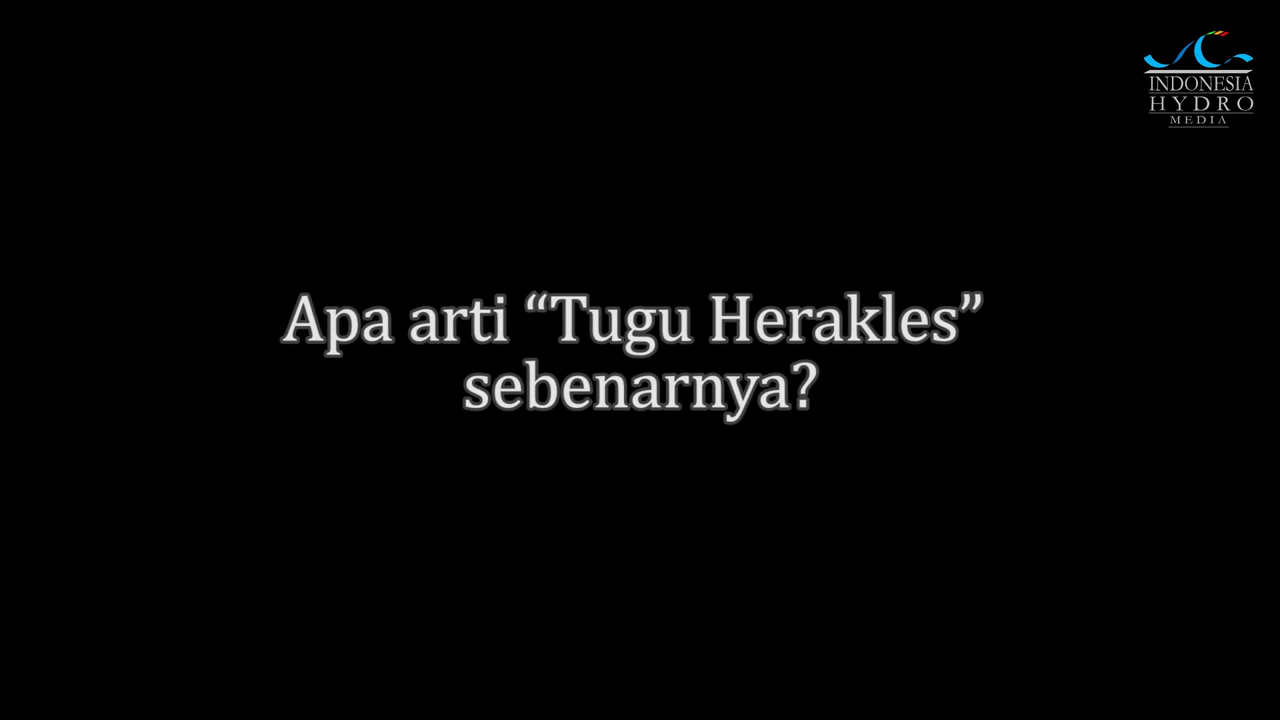 INDONESIA
HYDRO
MEDIA
Apa arti “Tugu Herakles”
sebenarnya?